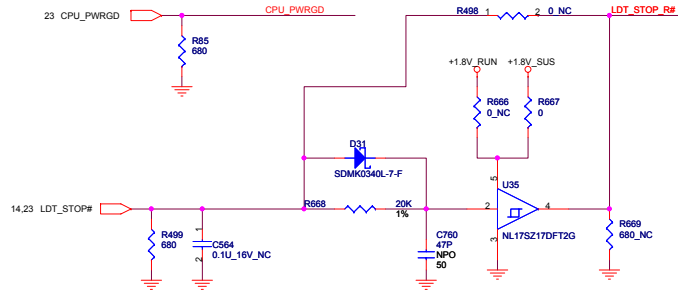 R498 1 2 0_NC LDT_STOP_R#
23 CPU_PWRGD CPU_PWRGD
R85
680
+1.8V_RUN +1.8V_SUS
R666
0_NC
R667
0
D31
SDMK0340L-7-F
5
U35
14,23 LDT_STOP#
R668 20K
1%
2
4
NL17SZ17DFT2G
3
R499
680
1
C564
0.1U_16V_NC
2
C760
47P
NPO
50
R669
680_NC